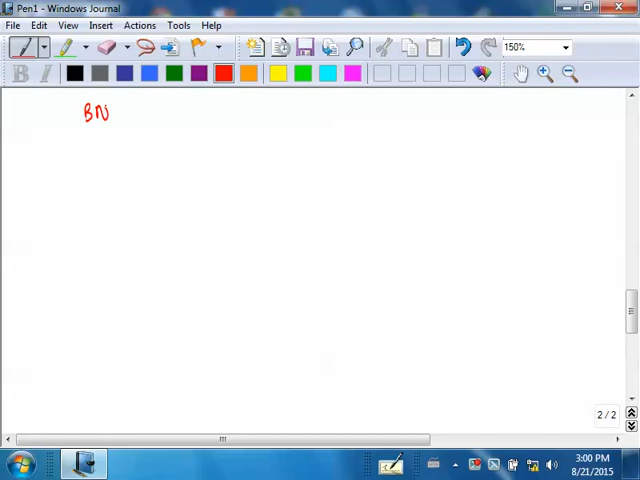 Pen1 - Windows Journal
File Edit View Insert Actions Tools Help
150%
B I
BN
2 / 2
3:00 PM
8/21/2015